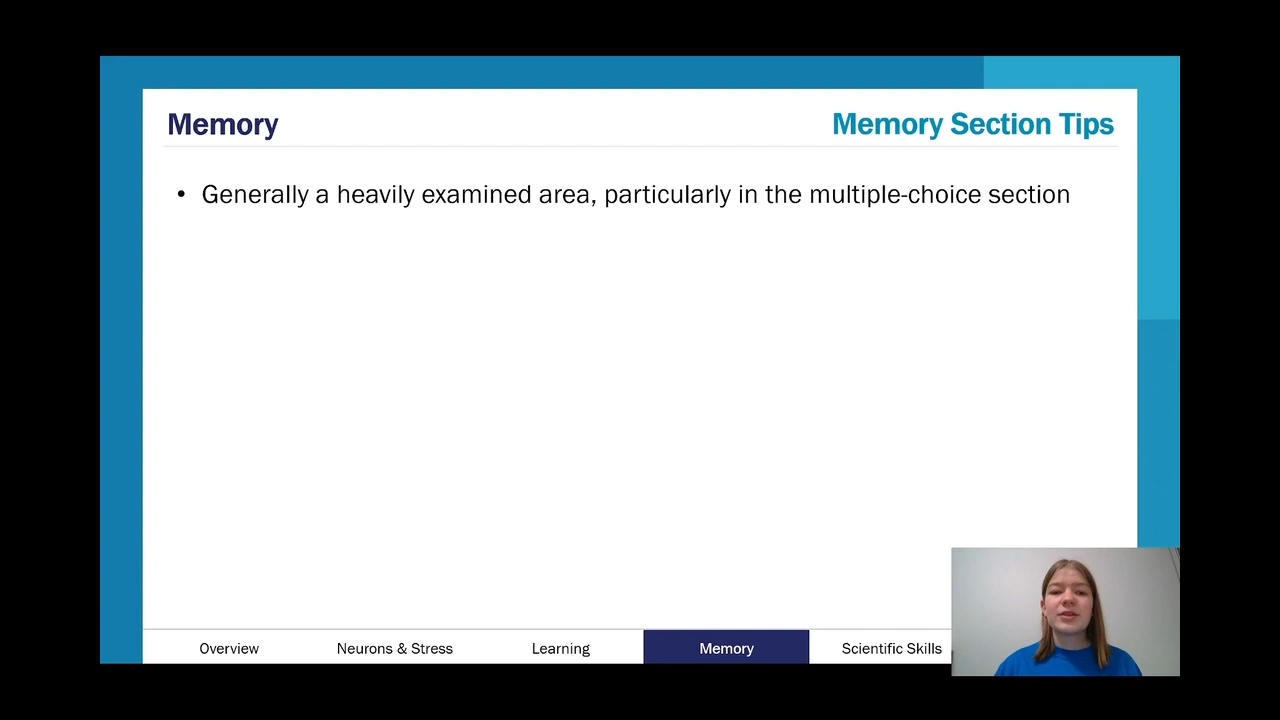 Memory
Memory Section Tips
• Generally a heavily examined area, particularly in the multiple-choice section
Overview
Neurons & Stress
Learning
Memory
Scientific Skills